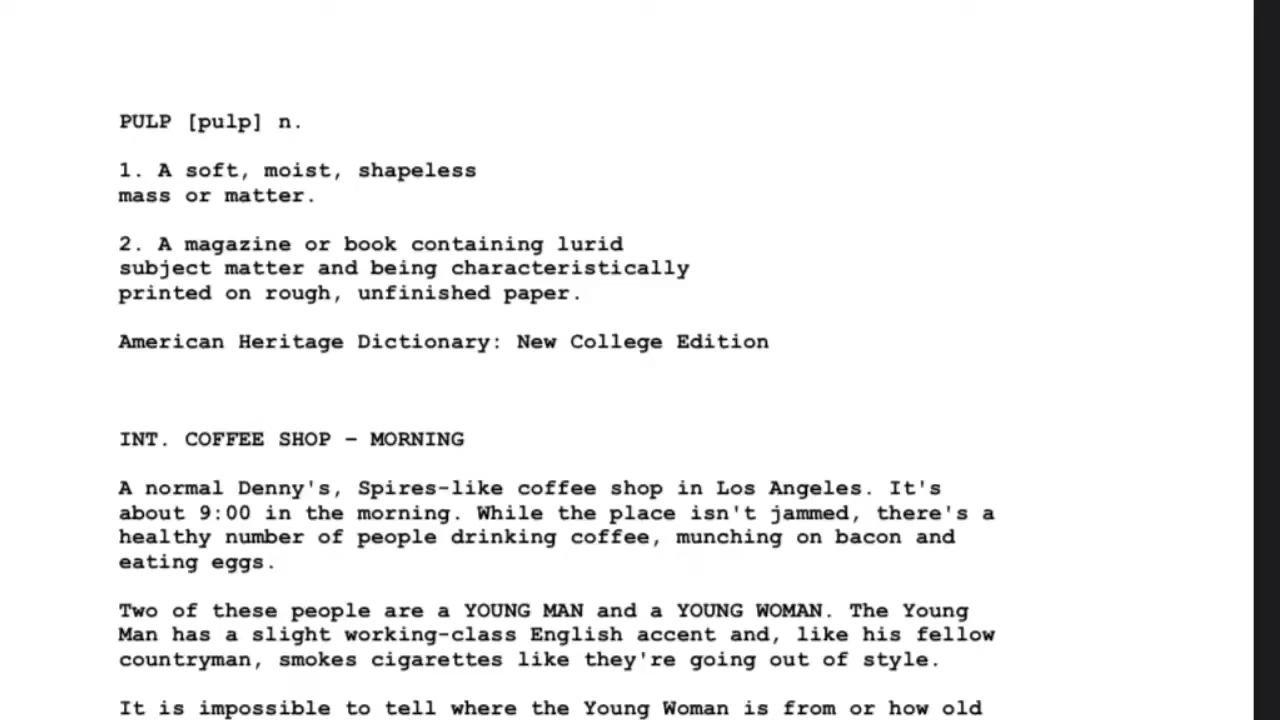 PULP [pulp] n.
1. A soft, moist, shapeless
mass or matter.
2. A magazine or book containing lurid
subject matter and being characteristically
printed on rough, unfinished paper.
American Heritage Dictionary: New College Edition
INT. COFFEE SHOP – MORNING
A normal Denny's, Spires-like coffee shop in Los Angeles. It's
about 9:00 in the morning. While the place isn't jammed, there's a
healthy number of people drinking coffee, munching on bacon and
eating eggs.
Two of these people are a YOUNG MAN and a YOUNG WOMAN. The Young
Man has a slight working-class English accent and, like his fellow
countryman, smokes cigarettes like they're going out of style.
It is impossible to tell where the Young Woman is from or how old